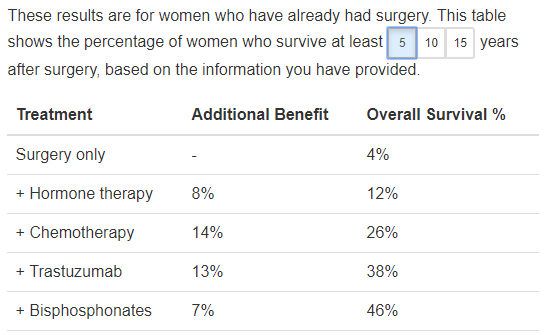 These results are for women who have already had surgery. This table
shows the percentage of women who survive at least 5 10 15 years
after surgery, based on the information you have provided.
Treatment Additional Benefit Overall Survival %
Surgery only - 4%
+ Hormone therapy 8% 12%
+ Chemotherapy 14% 26%
+ Trastuzumab 13% 38%
+ Bisphosphonates 7% 46%